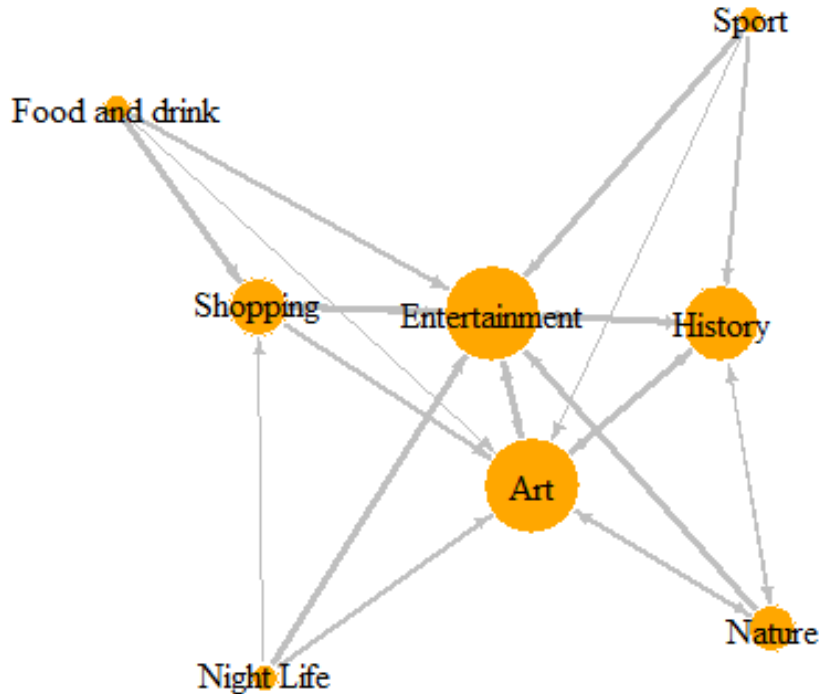 Sport
Food and drink
Shopping
Entertainment
History
Art
Nature
Night Life